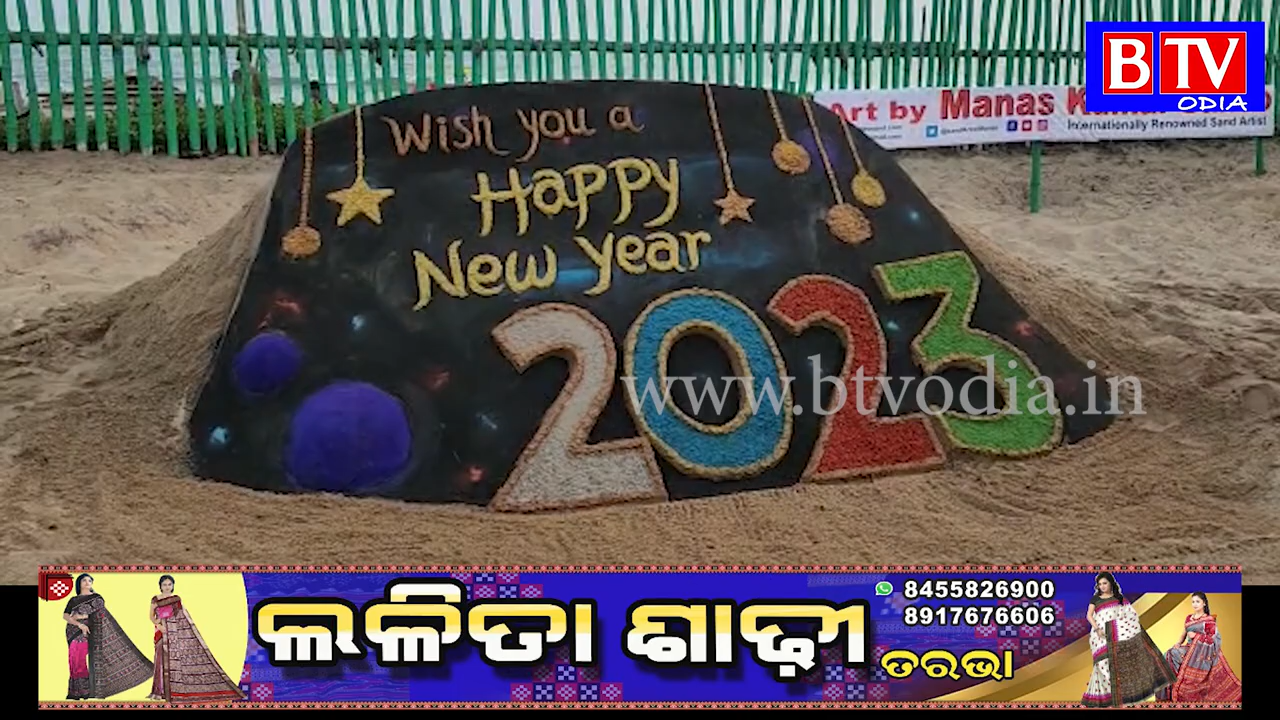 BTV
ODIA
Art by Manas
Internationally Renowned Sand Artist
Wish you a
Happy
New Year
2023
www.btvodia.in
ଲଳିତା ଶାଢ଼ୀ
8455826900
8917676606
ତରଭା